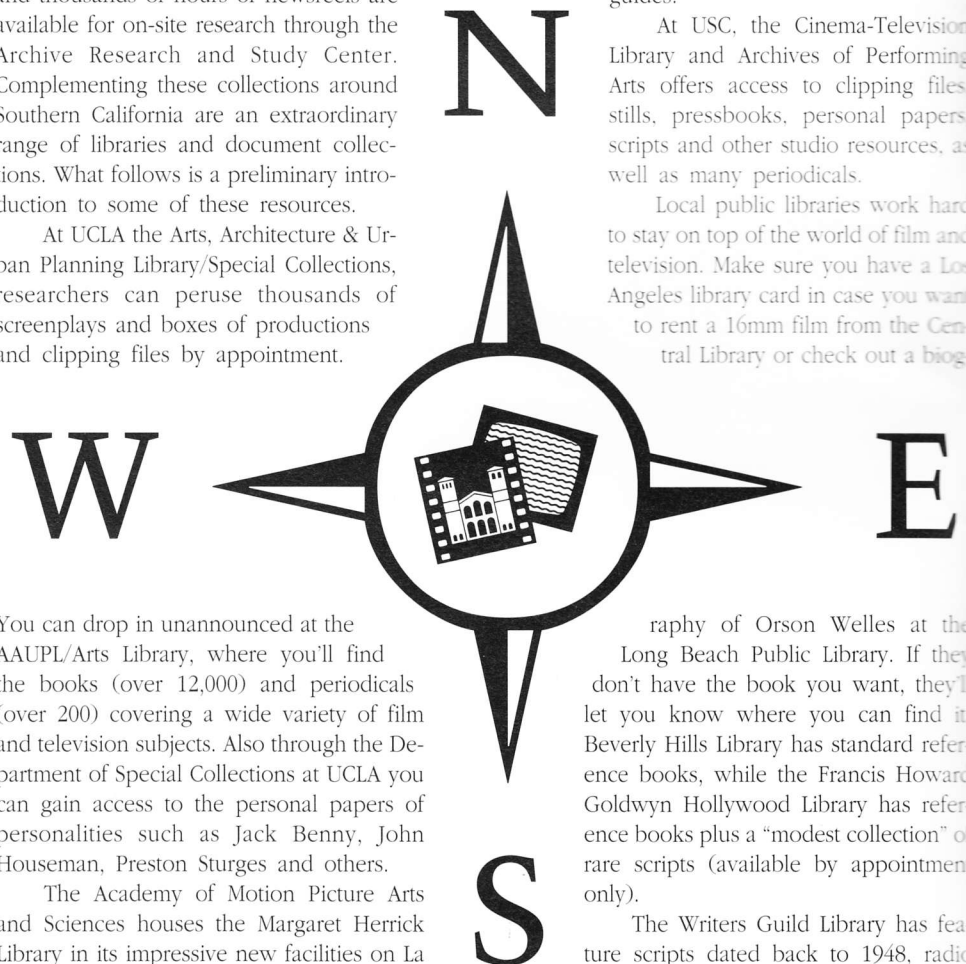 and thousands of hours of newsreels are
available for on-site research through the
Archive Research and Study Center.
Complementing these collections around
Southern California are an extraordinary
range of libraries and document collec-
tions. What follows is a preliminary intro-
duction to some of these resources.
At UCLA the Arts, Architecture & Ur-
ban Planning Library/Special Collections,
researchers can peruse thousands of
screenplays and boxes of productions
and clipping files by appointment.
You can drop in unannounced at the
AAUPL/Arts Library, where you'll find
the books (over 12,000) and periodicals
(over 200) covering a wide variety of film
and television subjects. Also through the De-
partment of Special Collections at UCLA you
can gain access to the personal papers of
personalities such as Jack Benny, John
Houseman, Preston Sturges and others.
The Academy of Motion Picture Arts
and Sciences houses the Margaret Herrick
Library in its impressive new facilities on La
N
W
E
S
guides.
At USC, the Cinema-Television
Library and Archives of Performing
Arts offers access to clipping files
stills, pressbooks, personal papers
scripts and other studio resources, as
well as many periodicals.
Local public libraries work hard
to stay on top of the world of film and
television. Make sure you have a Los
Angeles library card in case you want
to rent a 16mm film from the Cen-
tral Library or check out a biog-
raphy of Orson Welles at the
Long Beach Public Library. If they
don't have the book you want, they'll
let you know where you can find it
Beverly Hills Library has standard refer-
ence books, while the Francis Howard
Goldwyn Hollywood Library has refer-
ence books plus a “modest collection” o
rare scripts (available by appointment
only).
The Writers Guild Library has fea-
ture scripts dated back to 1948, radio